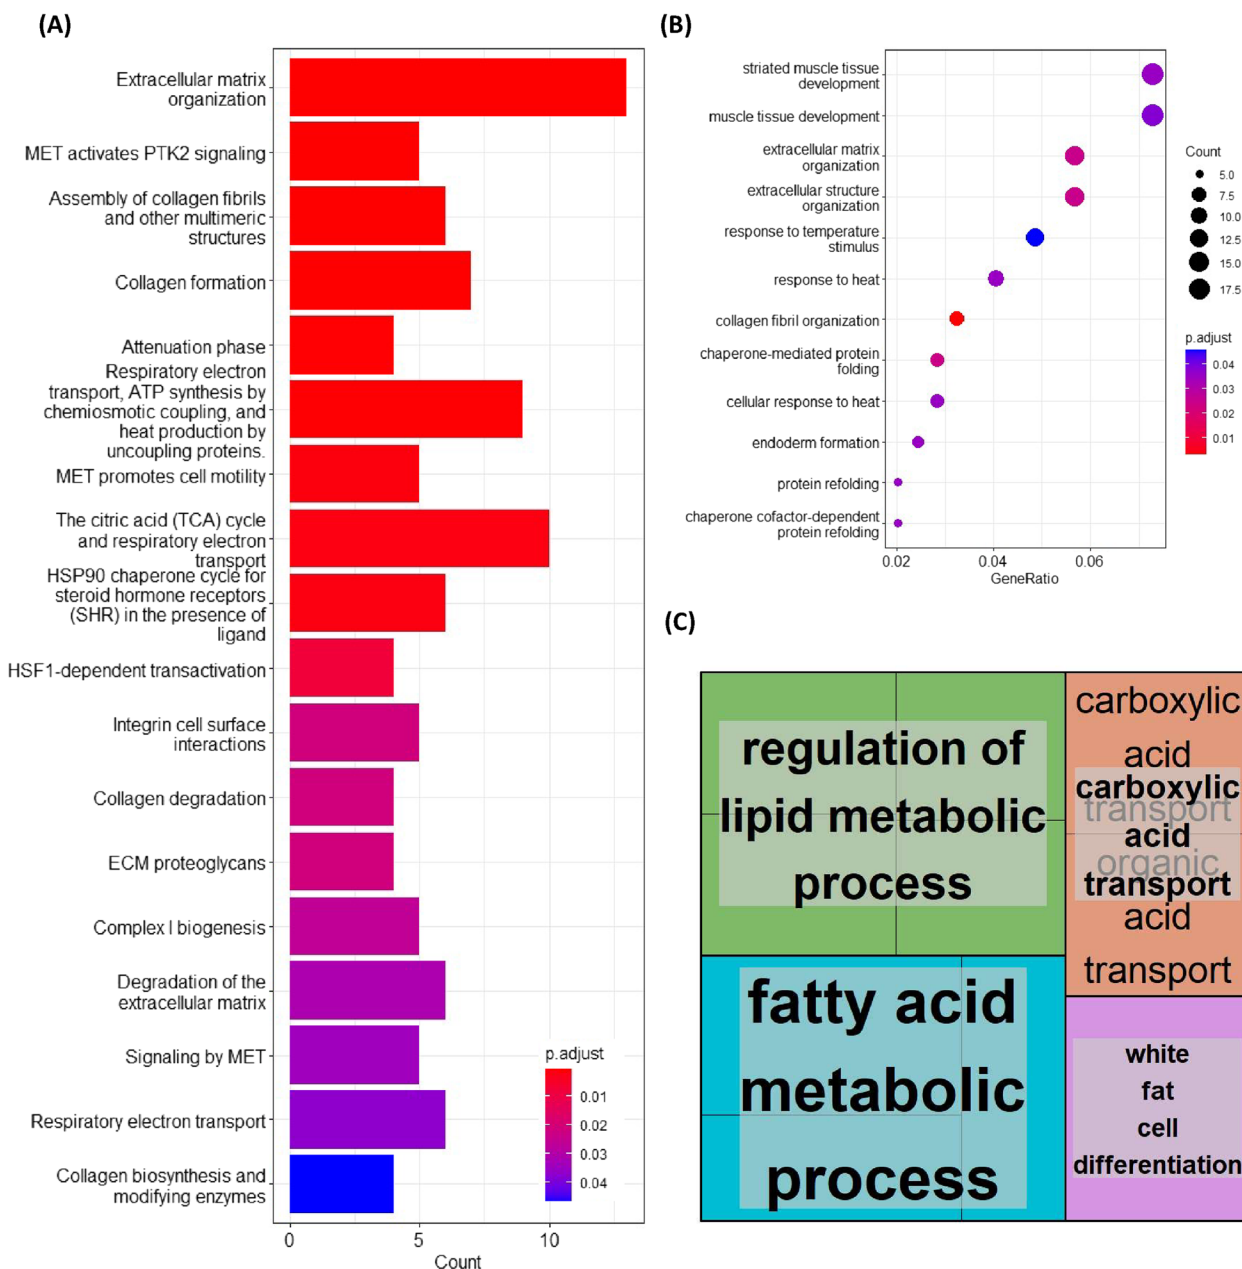 (A)
Extracellular matrix
organization
MET activates PTK2 signaling
Assembly of collagen fibrils
and other multimeric
structures
Collagen formation
Attenuation phase
Respiratory electron
transport, ATP synthesis by
chemiosmotic coupling, and
heat production by
uncoupling proteins.
MET promotes cell motility
The citric acid (TCA) cycle
and respiratory electron
transport
HSP90 chaperone cycle for
steroid hormone receptors
(SHR) in the presence of
ligand
HSF1-dependent transactivation
Integrin cell surface
interactions
Collagen degradation
ECM proteoglycans
Complex I biogenesis
Degradation of the
extracellular matrix
Signaling by MET
Respiratory electron transport
Collagen biosynthesis and
modifying enzymes
p.adjust
0.01
0.02
0.03
0.04
0
5
10
Count
(B)
striated muscle tissue
development
muscle tissue development
extracellular matrix
organization
extracellular structure
organization
response to temperature
stimulus
response to heat
collagen fibril organization
chaperone-mediated protein
folding
cellular response to heat
endoderm formation
protein refolding
chaperone cofactor-dependent
protein refolding
0.02
0.04
0.06
GeneRatio
Count
5.0
7.5
10.0
12.5
15.0
17.5
p.adjust
0.04
0.03
0.02
0.01
(C)
regulation of
lipid metabolic
process
fatty acid
metabolic
process
carboxylic
acid
transport
carboxylic
acid
transport
organic
acid
transport
white
fat
cell
differentiation